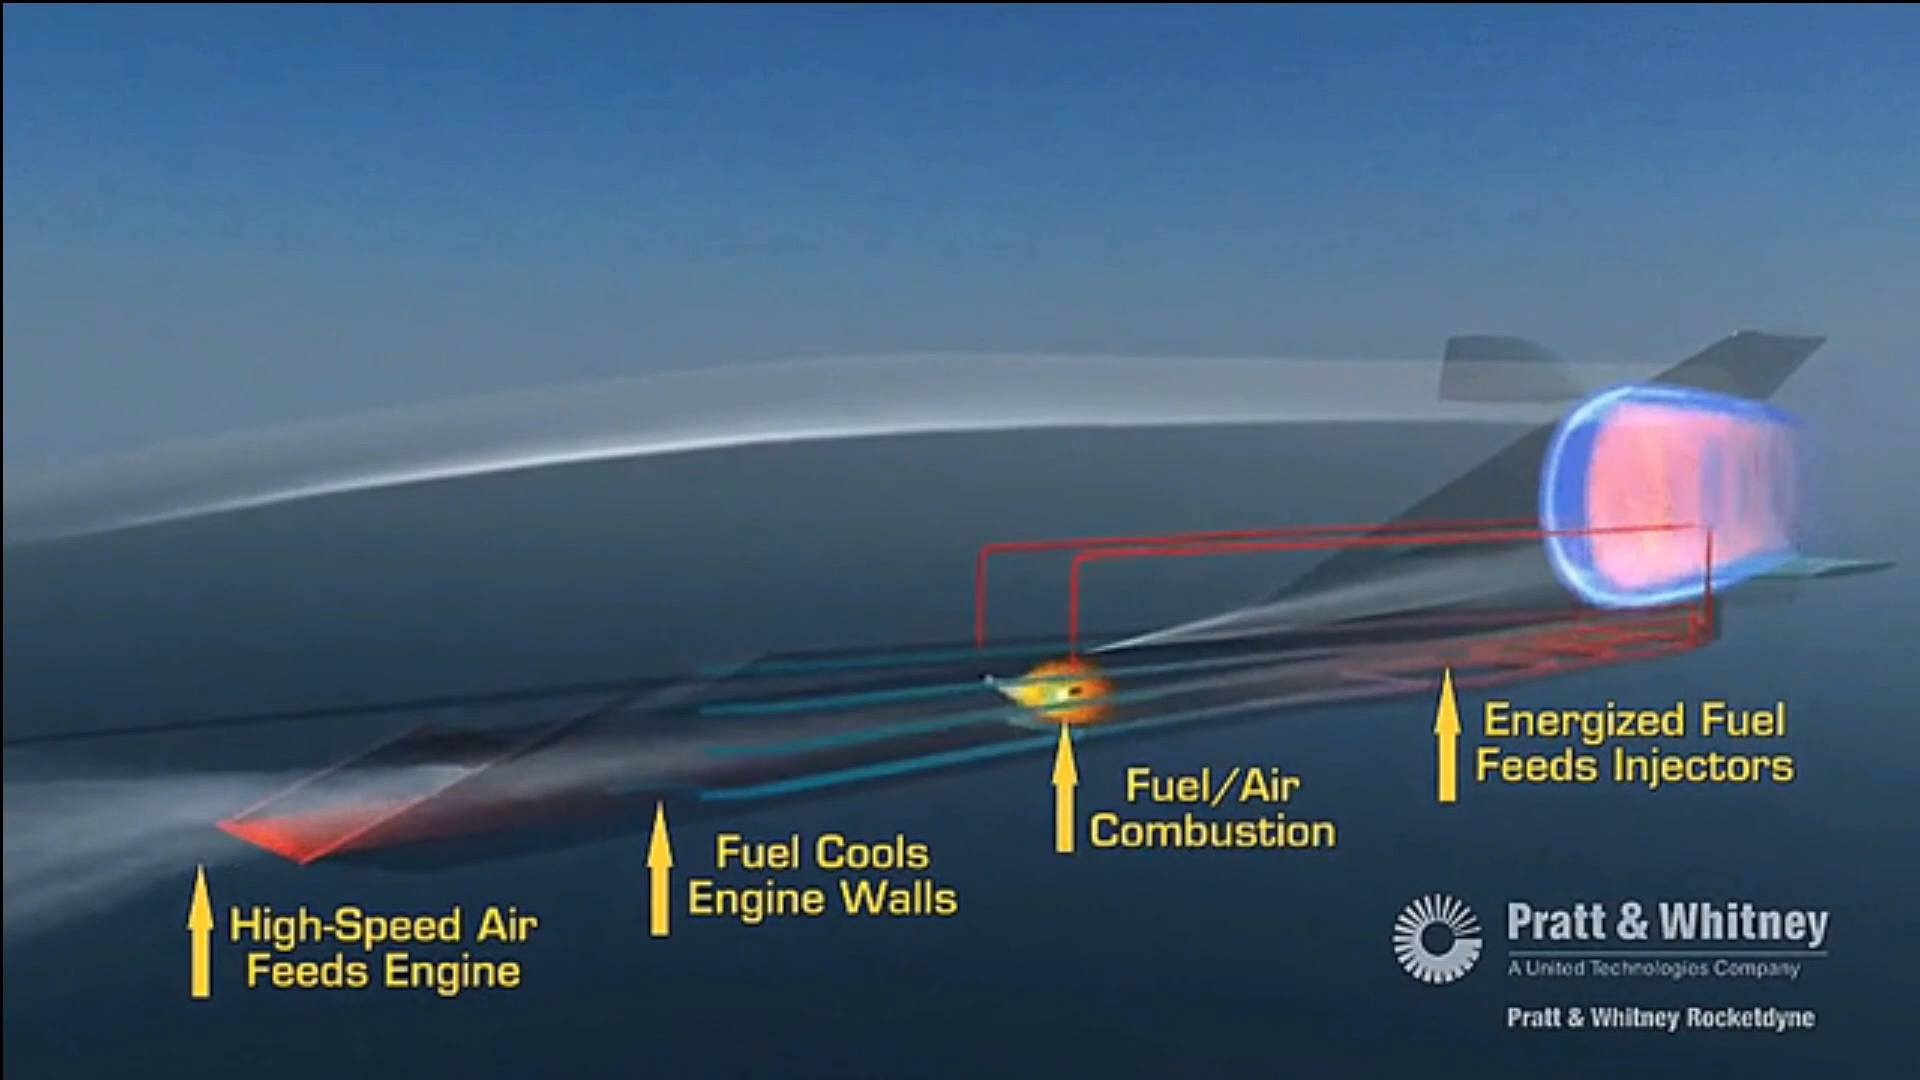 High-Speed Air
Feeds Engine
Fuel Cools
Engine Walls
Fuel/Air
Combustion
Energized Fuel
Feeds Injectors
Pratt & Whitney
A United Technologies Company
Pratt & Whitney Rocketdyne